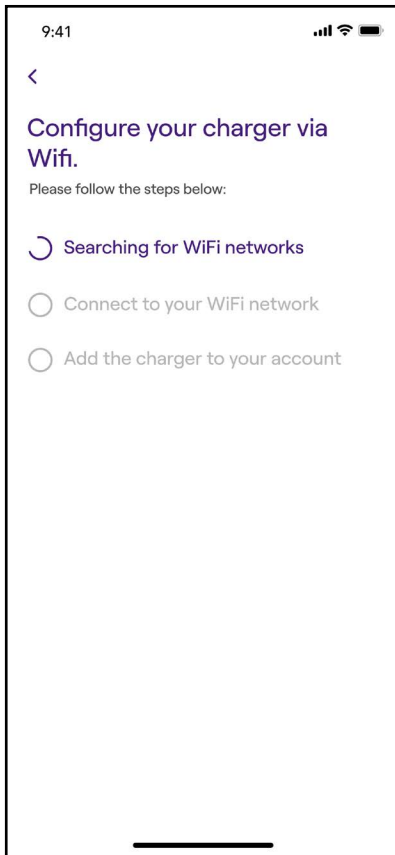 9:41
Configure your charger via
Wifi.
Please follow the steps below:
Searching for WiFi networks
Connect to your WiFi network
Add the charger to your account